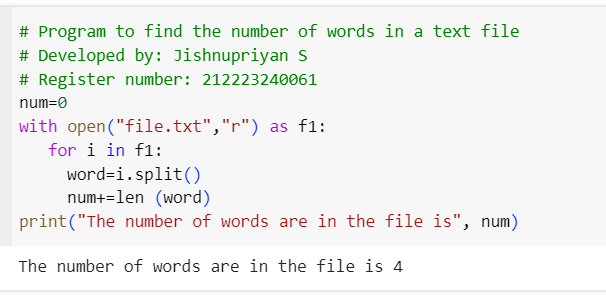 # Program to find the number of words in a text file
# Developed by: Jishnupriyan S
# Register number: 212223240061
num=0
with open("file.txt","r") as f1:
   for i in f1:
     word=i.split()
     num+=len (word)
print("The number of words are in the file is", num)
The number of words are in the file is 4